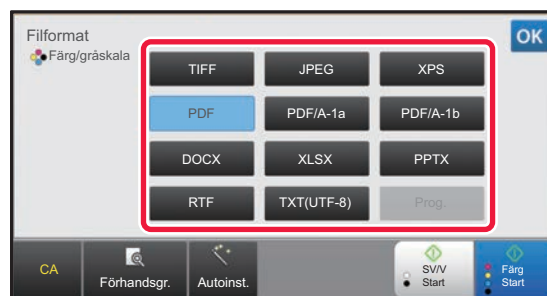 Filformat
OK
Färg/gråskala
TIFF JPEG XPS
PDF PDF/A-1a PDF/A-1b
DOCX XLSX PPTX
RTF TXT(UTF-8) Prog.
CA
Förhandsgr.
Autoinst.
SV/V
Start
Färg
Start